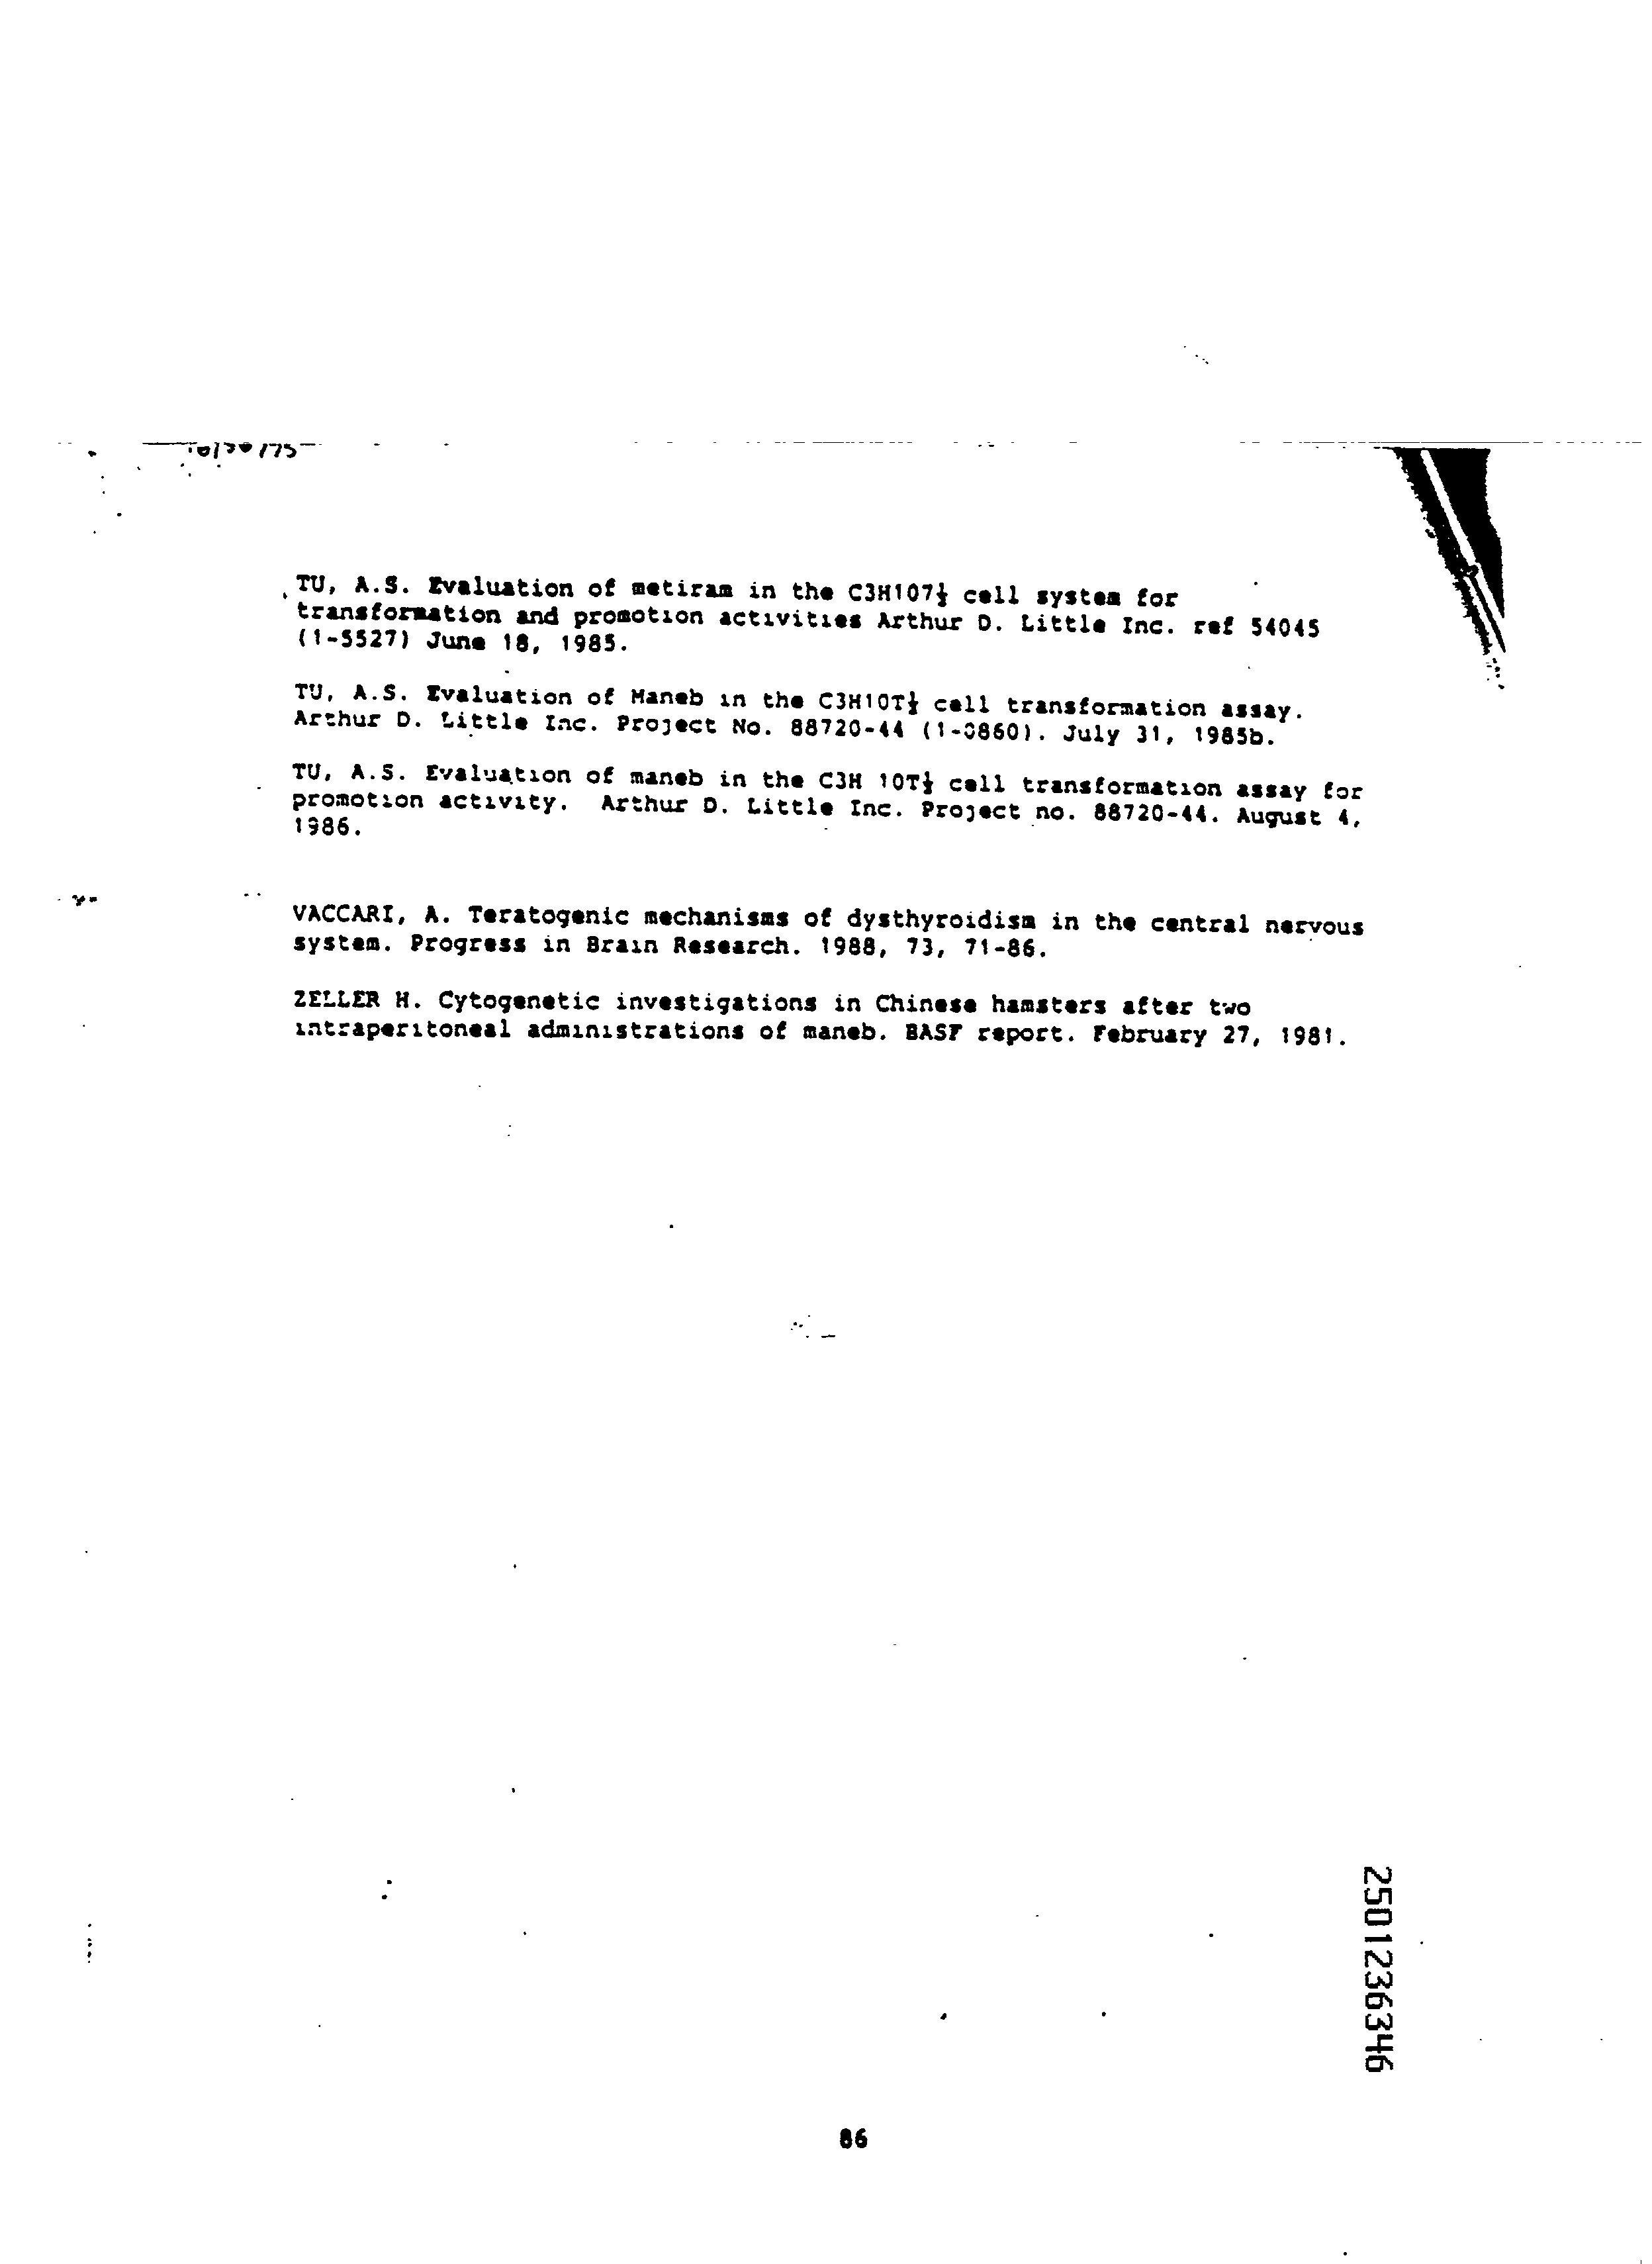 TU, A.S. Evaluation of metiram in the C3H107½ cell system for
transformation and promotion activities Arthur D. Little Inc. ref 54045
(1-5527) June 18, 1985.
TU, A.S. Evaluation of Maneb in the C3H10T½ cell transformation assay.
Arthur D. Little Inc. Project No. 88720-44 (1-0860). July 31, 1985b.
TU, A.S. Evaluation of maneb in the C3H 10T½ cell transformation assay for
promotion activity. Arthur D. Little Inc. Project no. 88720-44. August 4,
1986.
VACCARI, A. Teratogenic mechanisms of dysthyroidism in the central nervous
system. Progress in Brain Research. 1988, 73, 71-86.
ZELLER H. Cytogenetic investigations in Chinese hamsters after two
intraperitoneal administrations of maneb. BASF report. February 27, 1981.
2501236346
86